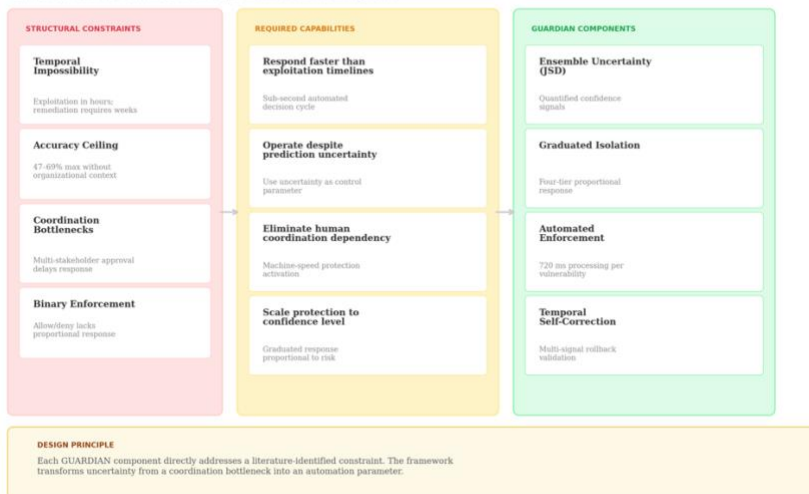 STRUCTURAL CONSTRAINTS
Temporal
Impossibility
Exploitation in hours;
remediation requires weeks
Accuracy Ceiling
47–69% max without
organizational context
Coordination
Bottlenecks
Multi-stakeholder approval
delays response
Binary Enforcement
Allow/deny lacks
proportional response
REQUIRED CAPABILITIES
Respond faster than
exploitation timelines
Sub-second automated
decision cycle
Operate despite
prediction uncertainty
Use uncertainty as control
parameter
Eliminate human
coordination dependency
Machine-speed protection
activation
Scale protection to
confidence level
Graduated response
proportional to risk
GUARDIAN COMPONENTS
Ensemble Uncertainty
(JSD)
Quantified confidence
signals
Graduated Isolation
Four-tier proportional
response
Automated
Enforcement
720 ms processing per
vulnerability
Temporal
Self-Correction
Multi-signal rollback
validation
DESIGN PRINCIPLE
Each GUARDIAN component directly addresses a literature-identified constraint. The framework
transforms uncertainty from a coordination bottleneck into an automation parameter.